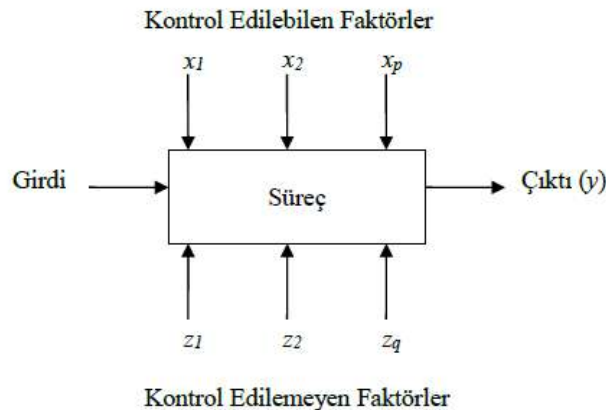 Kontrol Edilebilen Faktörler
x1 x2 xp
Girdi Süreç Çıktı (y)
z1 z2 zq
Kontrol Edilemeyen Faktörler